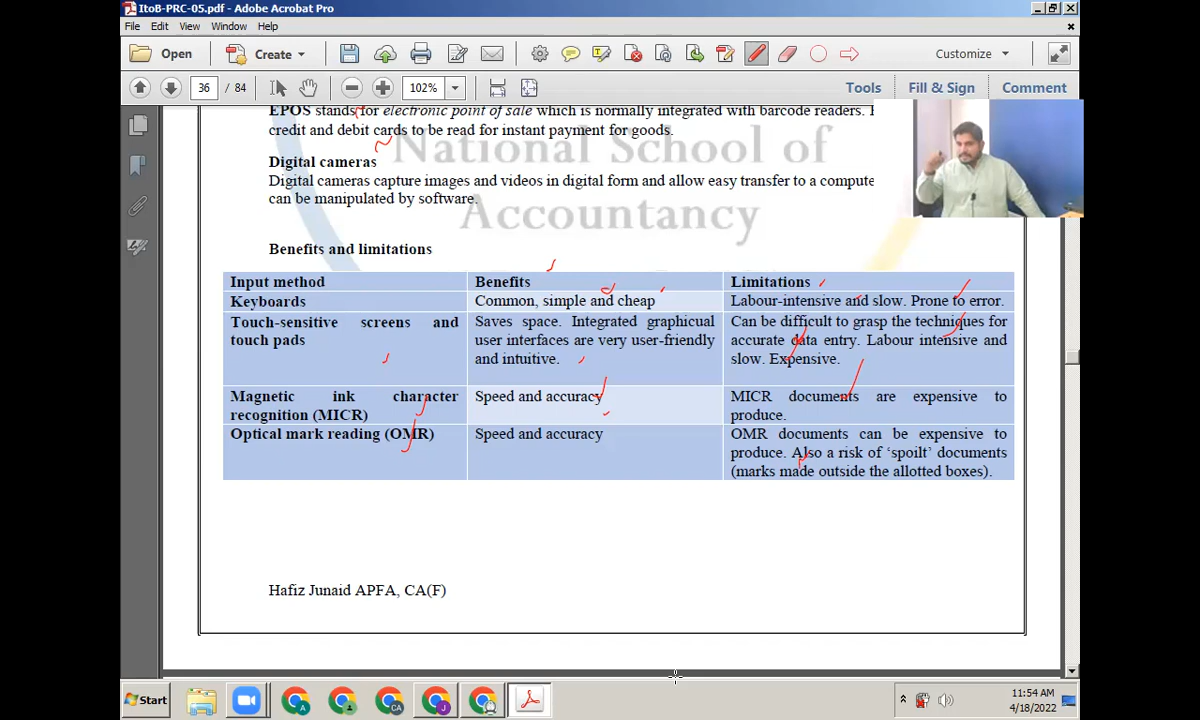 ItoB-PRC-05.pdf - Adobe Acrobat Pro
File Edit View Window Help
Open Create Customize
36 / 84 102% Tools Fill & Sign Comment
EPOS stands for electronic point of sale which is normally integrated with barcode readers.
credit and debit cards to be read for instant payment for goods.
National School of
Accountancy
Digital cameras
Digital cameras capture images and videos in digital form and allow easy transfer to a compute
can be manipulated by software.
Benefits and limitations
Input method Benefits Limitations
Keyboards Common, simple and cheap Labour-intensive and slow. Prone to error.
Touch-sensitive screens and Saves space. Integrated graphicual Can be difficult to grasp the techniques for
touch pads user interfaces are very user-friendly accurate data entry. Labour intensive and
and intuitive. slow. Expensive.
Magnetic ink character Speed and accuracy MICR documents are expensive to
recognition (MICR) produce.
Optical mark reading (OMR) Speed and accuracy OMR documents can be expensive to
produce. Also a risk of ‘spoilt’ documents
(marks made outside the allotted boxes).
Hafiz Junaid APFA, CA(F)
Start
11:54 AM
4/18/2022